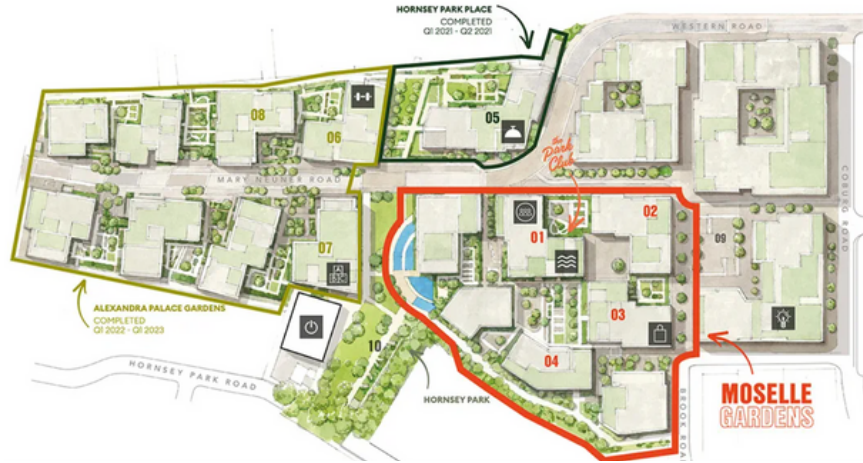 HORNSEY PARK PLACE
COMPLETED
Q1 2021 - Q2 2021
WESTERN ROAD
08
06
05
the
Park
Club
MARY NEUNER ROAD
COBURG ROAD
02
01
09
07
03
ALEXANDRA PALACE GARDENS
COMPLETED
Q1 2022 - Q1 2023
10
04
HORNSEY PARK ROAD
HORNSEY PARK
BROOK ROAD
MOSELLE
GARDENS